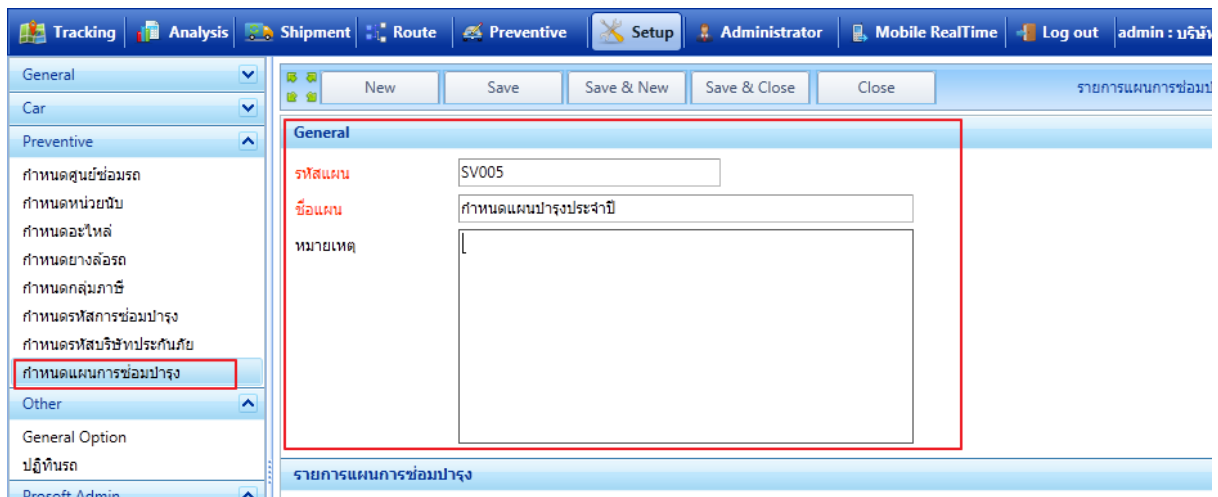 Tracking Analysis Shipment Route Preventive Setup Administrator Mobile RealTime Log out admin : บริษั
General
Car
Preventive
กำหนดศูนย์ซ่อมรถ
กำหนดหน่วยนับ
กำหนดอะไหล่
กำหนดยางล้อรถ
กำหนดกลุ่มภาษี
กำหนดรหัสการซ่อมบำรุง
กำหนดรหัสบริษัทประกันภัย
กำหนดแผนการซ่อมบำรุง
Other
General Option
ปฏิทินรถ
Prosoft Admin
New Save Save & New Save & Close Close รายการแผนการซ่อมบ
General
รหัสแผน SV005
ชื่อแผน กำหนดแผนบำรุงประจำปี
หมายเหตุ
รายการแผนการซ่อมบำรุง